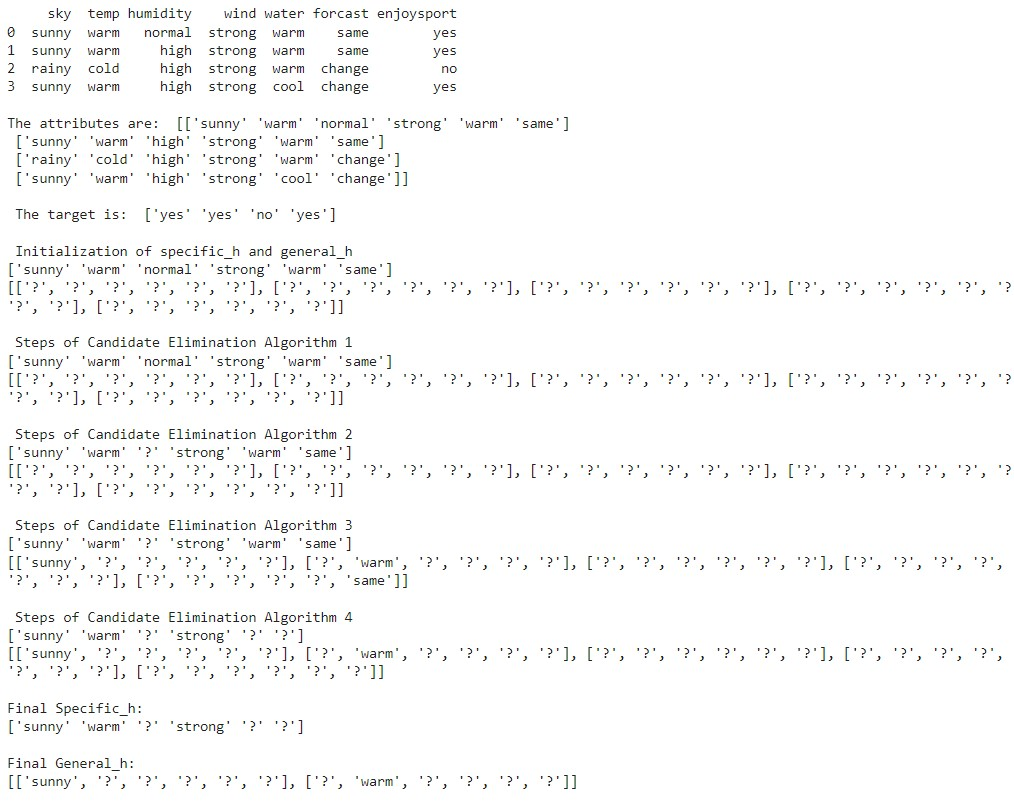 sky temp humidity wind water forcast enjoysport
0 sunny warm normal strong warm same yes
1 sunny warm high strong warm same yes
2 rainy cold high strong warm change no
3 sunny warm high strong cool change yes
The attributes are: [['sunny' 'warm' 'normal' 'strong' 'warm' 'same']
['sunny' 'warm' 'high' 'strong' 'warm' 'same']
['rainy' 'cold' 'high' 'strong' 'warm' 'change']
['sunny' 'warm' 'high' 'strong' 'cool' 'change']]
The target is: ['yes' 'yes' 'no' 'yes']
Initialization of specific_h and general_h
['sunny' 'warm' 'normal' 'strong' 'warm' 'same']
[['?', '?', '?', '?', '?', '?'], ['?', '?', '?', '?', '?', '?'], ['?', '?', '?', '?', '?', '?'], ['?', '?', '?', '?', '?', '?
'?', '?'], ['?', '?', '?', '?', '?', '?']]
Steps of Candidate Elimination Algorithm 1
['sunny' 'warm' 'normal' 'strong' 'warm' 'same']
[['?', '?', '?', '?', '?', '?'], ['?', '?', '?', '?', '?', '?'], ['?', '?', '?', '?', '?', '?'], ['?', '?', '?', '?', '?', '?
'?', '?'], ['?', '?', '?', '?', '?', '?']]
Steps of Candidate Elimination Algorithm 2
['sunny' 'warm' '?' 'strong' 'warm' 'same']
[['?', '?', '?', '?', '?', '?'], ['?', '?', '?', '?', '?', '?'], ['?', '?', '?', '?', '?', '?'], ['?', '?', '?', '?', '?', '?
'?', '?'], ['?', '?', '?', '?', '?', '?']]
Steps of Candidate Elimination Algorithm 3
['sunny' 'warm' '?' 'strong' 'warm' 'same']
[['sunny', '?', '?', '?', '?', '?'], ['?', 'warm', '?', '?', '?', '?'], ['?', '?', '?', '?', '?', '?'], ['?', '?', '?', '?',
'?', '?', '?'], ['?', '?', '?', '?', '?', 'same']]
Steps of Candidate Elimination Algorithm 4
['sunny' 'warm' '?' 'strong' '?' '?']
[['sunny', '?', '?', '?', '?', '?'], ['?', 'warm', '?', '?', '?', '?'], ['?', '?', '?', '?', '?', '?'], ['?', '?', '?', '?',
'?', '?', '?'], ['?', '?', '?', '?', '?', '?']]
Final Specific_h:
['sunny' 'warm' '?' 'strong' '?' '?']
Final General_h:
[['sunny', '?', '?', '?', '?', '?'], ['?', 'warm', '?', '?', '?', '?']]